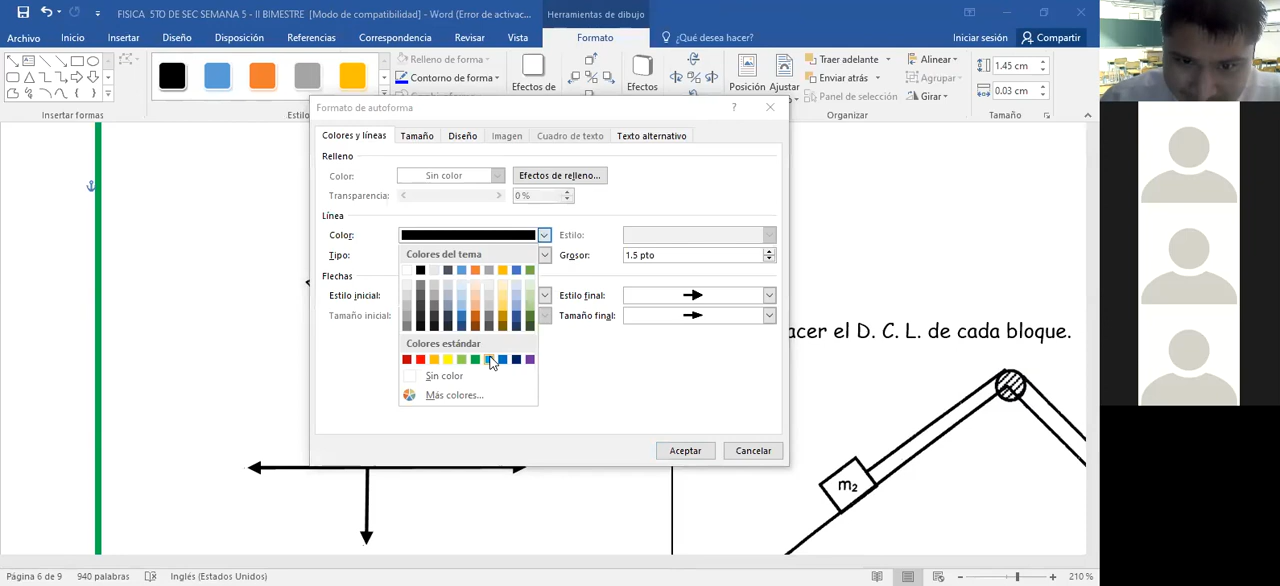 FISICA 5TO DE SEC SEMANA 5 - II BIMESTRE [Modo de compatibilidad] - Word (Error de activac...
Herramientas de dibujo
Archivo Inicio Insertar Diseño Disposición Referencias Correspondencia Revisar Vista Formato ¿Qué desea hacer? Iniciar sesión Compartir
Relleno de forma
Contorno de forma
Efectos de
Efectos
Posición
Ajustar
Traer adelante
Enviar atrás
Panel de selección
Alinear
Agrupar
Girar
1.45 cm
0.03 cm
Insertar formas
Estilo
Organizar
Tamaño
Formato de autoforma
?
Colores y líneas Tamaño Diseño Imagen Cuadro de texto Texto alternativo
Relleno
Color: Sin color Efectos de relleno...
Transparencia: 0 %
Línea
Color: Estilo:
Tipo: Grosor: 1.5 pto
Colores del tema
Flechas
Estilo inicial: Estilo final:
Tamaño inicial: Tamaño final:
Colores estándar
Sin color
Más colores...
Aceptar Cancelar
acer el D. C. L. de cada bloque.
m2
Página 6 de 9 940 palabras Inglés (Estados Unidos) 210 %